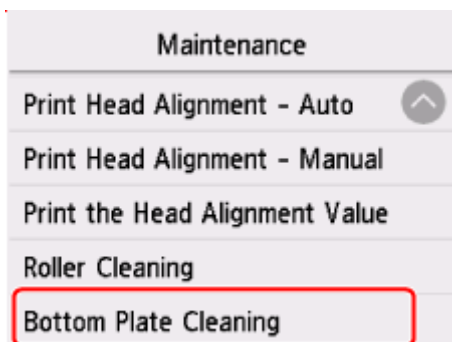 Maintenance
Print Head Alignment - Auto
Print Head Alignment - Manual
Print the Head Alignment Value
Roller Cleaning
Bottom Plate Cleaning